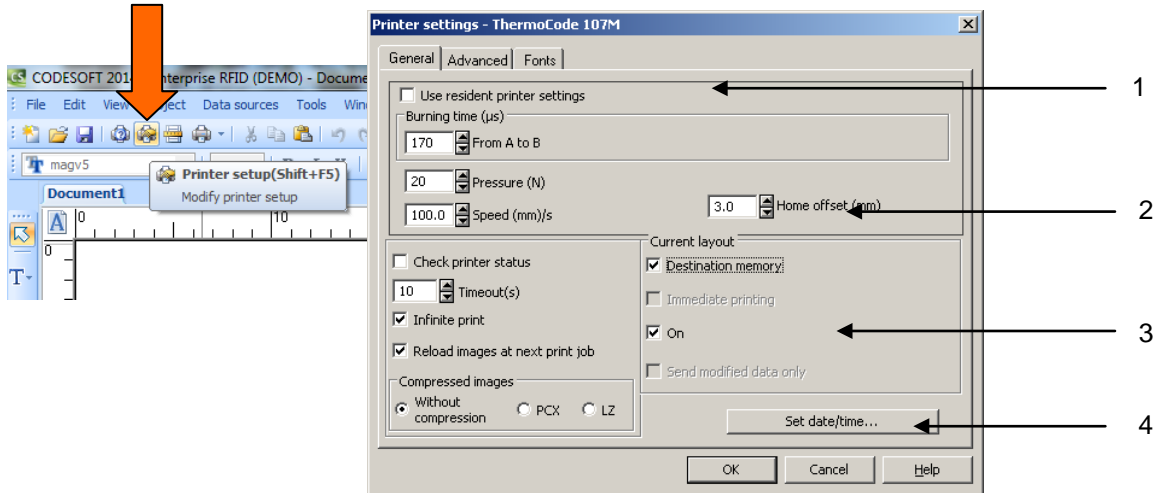 CODESOFT 2014 Enterprise RFID (DEMO) - Docume
File Edit View Project Data sources Tools Win
magv5
Printer setup(Shift+F5)
Modify printer setup
Document1
0 10
0
Printer settings - ThermoCode 107M
General Advanced Fonts
Use resident printer settings
Burning time (µs)
170 From A to B
20 Pressure (N)
100.0 Speed (mm)/s
3.0 Home offset (mm)
Check printer status
10 Timeout(s)
Infinite print
Reload images at next print job
Compressed images
Without compression
PCX LZ
Current layout
Destination memory
Immediate printing
On
Send modified data only
Set date/time...
OK Cancel Help
1
2
3
4